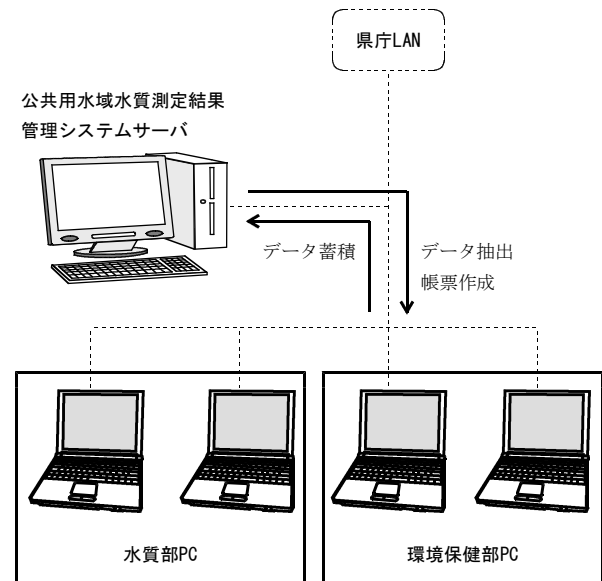 県庁LAN
公共用水域水質測定結果
管理システムサーバ
データ蓄積
データ抽出
帳票作成
水質部PC
環境保健部PC